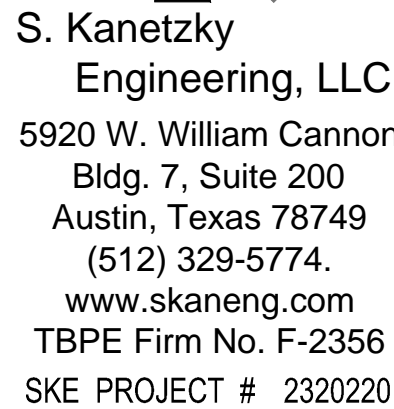 S. Kanetzky
Engineering, LLC
5920 W. William Cannon
Bldg. 7, Suite 200
Austin, Texas 78749
(512) 329-5774.
www.skaneng.com
TBPE Firm No. F-2356
SKE PROJECT # 2320220